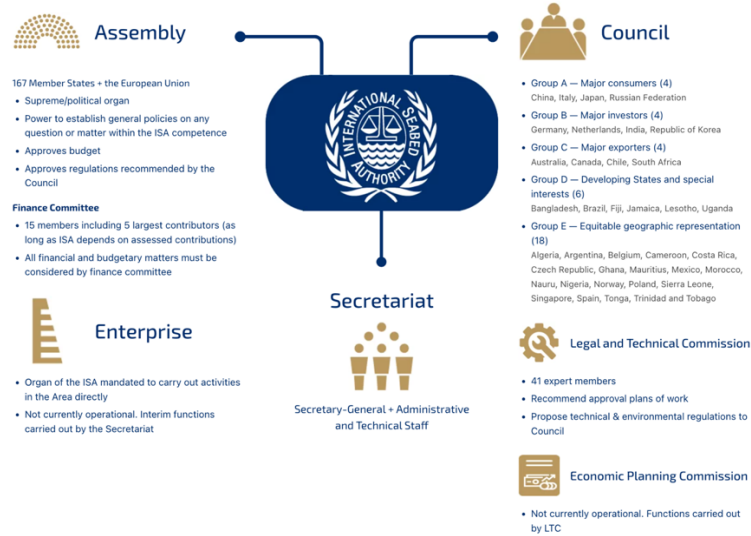 Assembly
167 Member States + the European Union
• Supreme/political organ
• Power to establish general policies on any
question or matter within the ISA competence
• Approves budget
• Approves regulations recommended by the
Council
Finance Committee
• 15 members including 5 largest contributors (as
long as ISA depends on assessed contributions)
• All financial and budgetary matters must be
considered by finance committee
Enterprise
• Organ of the ISA mandated to carry out activities
in the Area directly
• Not currently operational. Interim functions
carried out by the Secretariat
INTERNATIONAL SEABED
AUTHORITY
Secretariat
Secretary-General + Administrative
and Technical Staff
Council
• Group A — Major consumers (4)
China, Italy, Japan, Russian Federation
• Group B — Major investors (4)
Germany, Netherlands, India, Republic of Korea
• Group C — Major exporters (4)
Australia, Canada, Chile, South Africa
• Group D — Developing States and special
interests (6)
Bangladesh, Brazil, Fiji, Jamaica, Lesotho, Uganda
• Group E — Equitable geographic representation
(18)
Algeria, Argentina, Belgium, Cameroon, Costa Rica,
Czech Republic, Ghana, Mauritius, Mexico, Morocco,
Nauru, Nigeria, Norway, Poland, Sierra Leone,
Singapore, Spain, Tonga, Trinidad and Tobago
Legal and Technical Commission
• 41 expert members
• Recommend approval plans of work
• Propose technical & environmental regulations to
Council
Economic Planning Commission
• Not currently operational. Functions carried out
by LTC